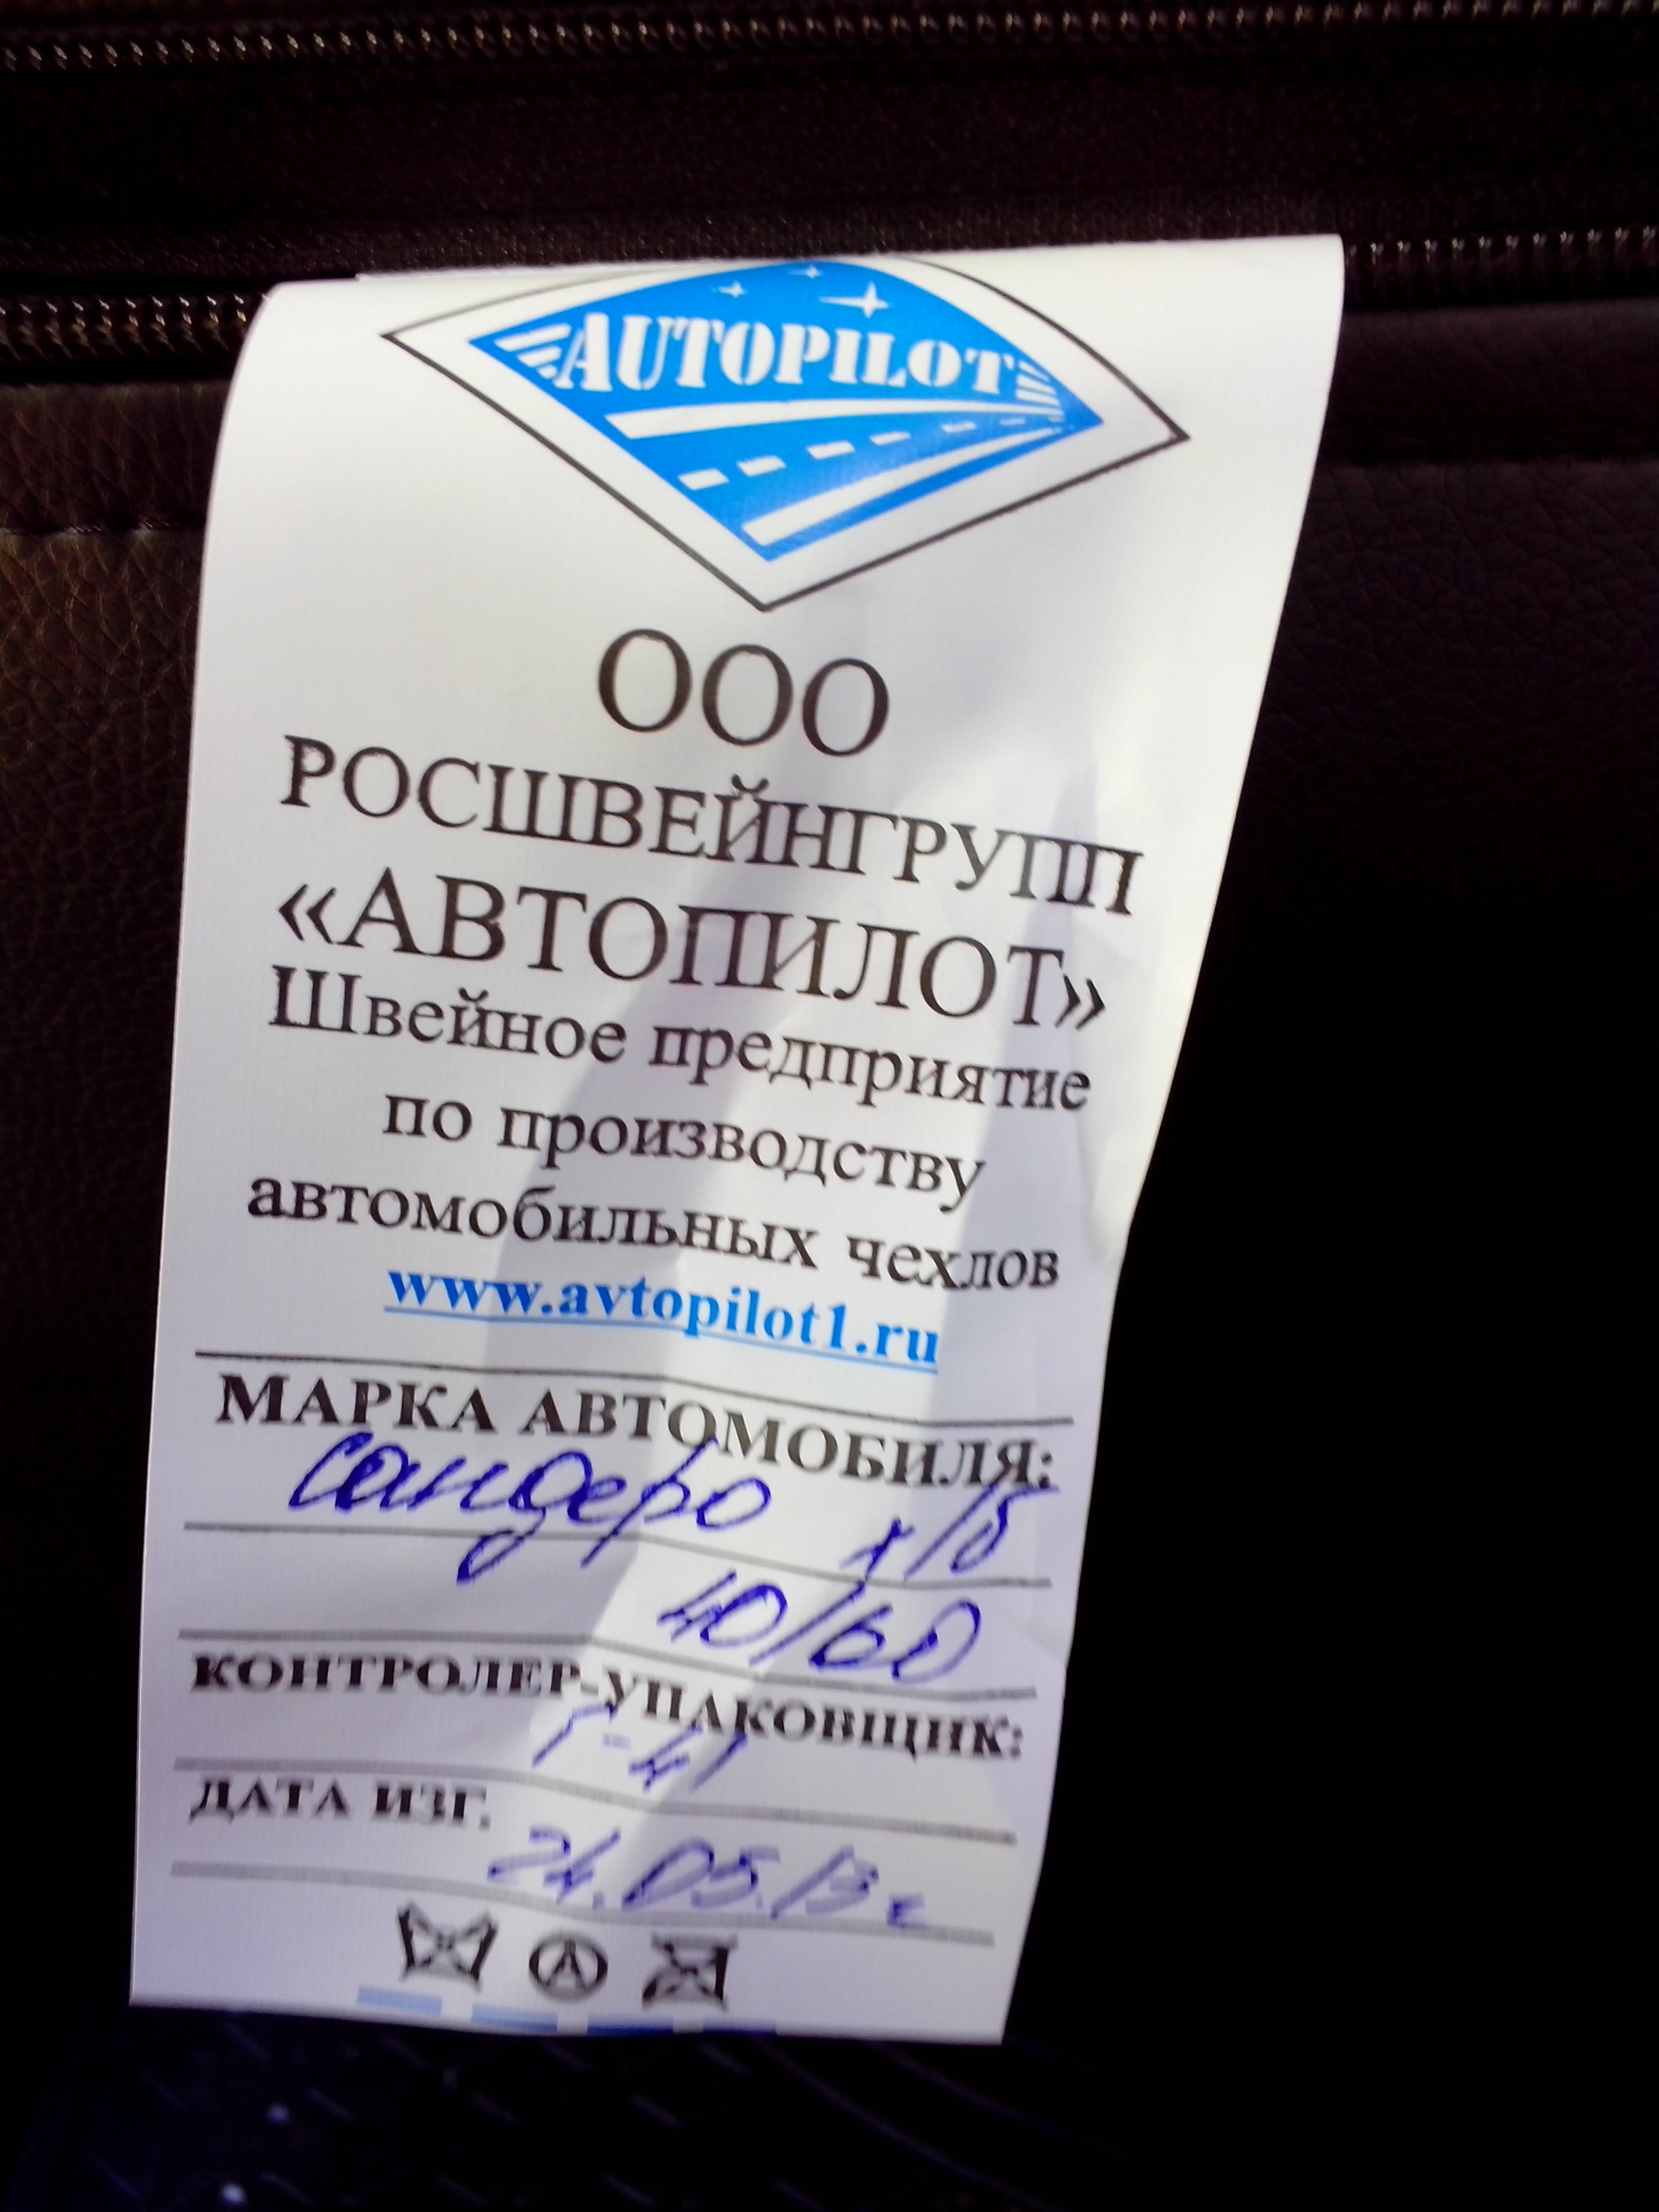 AUTOPILOT
ООО
РОСШВЕЙНГРУПП
«АВТОПИЛОТ»
Швейное предприятие
по производству
автомобильных чехлов
www.avtopilot1.ru
МАРКА АВТОМОБИЛЯ:
сандеро х/б
40/60
КОНТРОЛЕР-УПАКОВЩИК:
Г-41
ДАТА ИЗГ.
24.05.13г